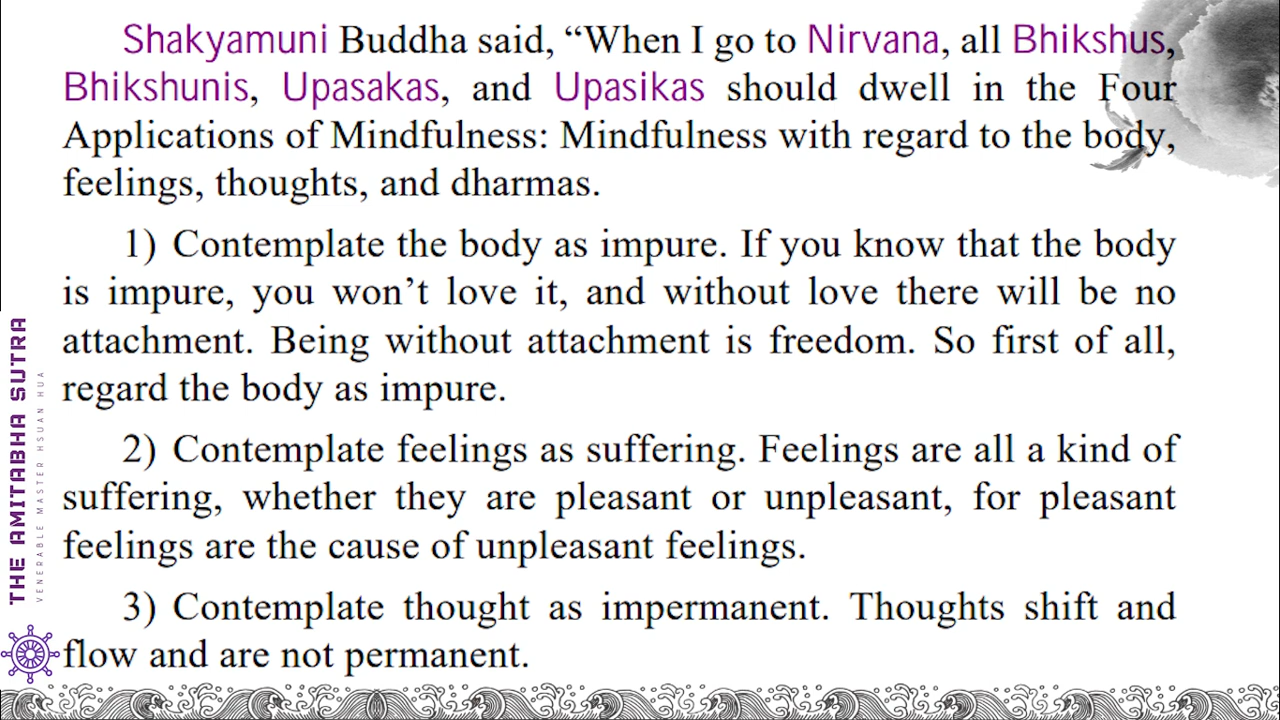 Shakyamuni Buddha said, “When I go to Nirvana, all Bhikshus,
Bhikshunis, Upasakas, and Upasikas should dwell in the Four
Applications of Mindfulness: Mindfulness with regard to the body,
feelings, thoughts, and dharmas.
1) Contemplate the body as impure. If you know that the body
is impure, you won’t love it, and without love there will be no
attachment. Being without attachment is freedom. So first of all,
regard the body as impure.
2) Contemplate feelings as suffering. Feelings are all a kind of
suffering, whether they are pleasant or unpleasant, for pleasant
feelings are the cause of unpleasant feelings.
3) Contemplate thought as impermanent. Thoughts shift and
flow and are not permanent.
THE AMITABHA SUTRA
VENERABLE MASTER HSUAN HUA